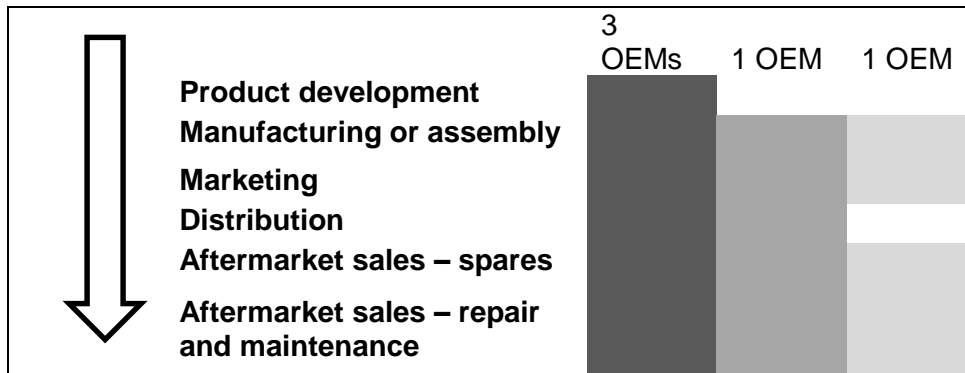 3
OEMs 1 OEM 1 OEM
Product development
Manufacturing or assembly
Marketing
Distribution
Aftermarket sales – spares
Aftermarket sales – repair
and maintenance